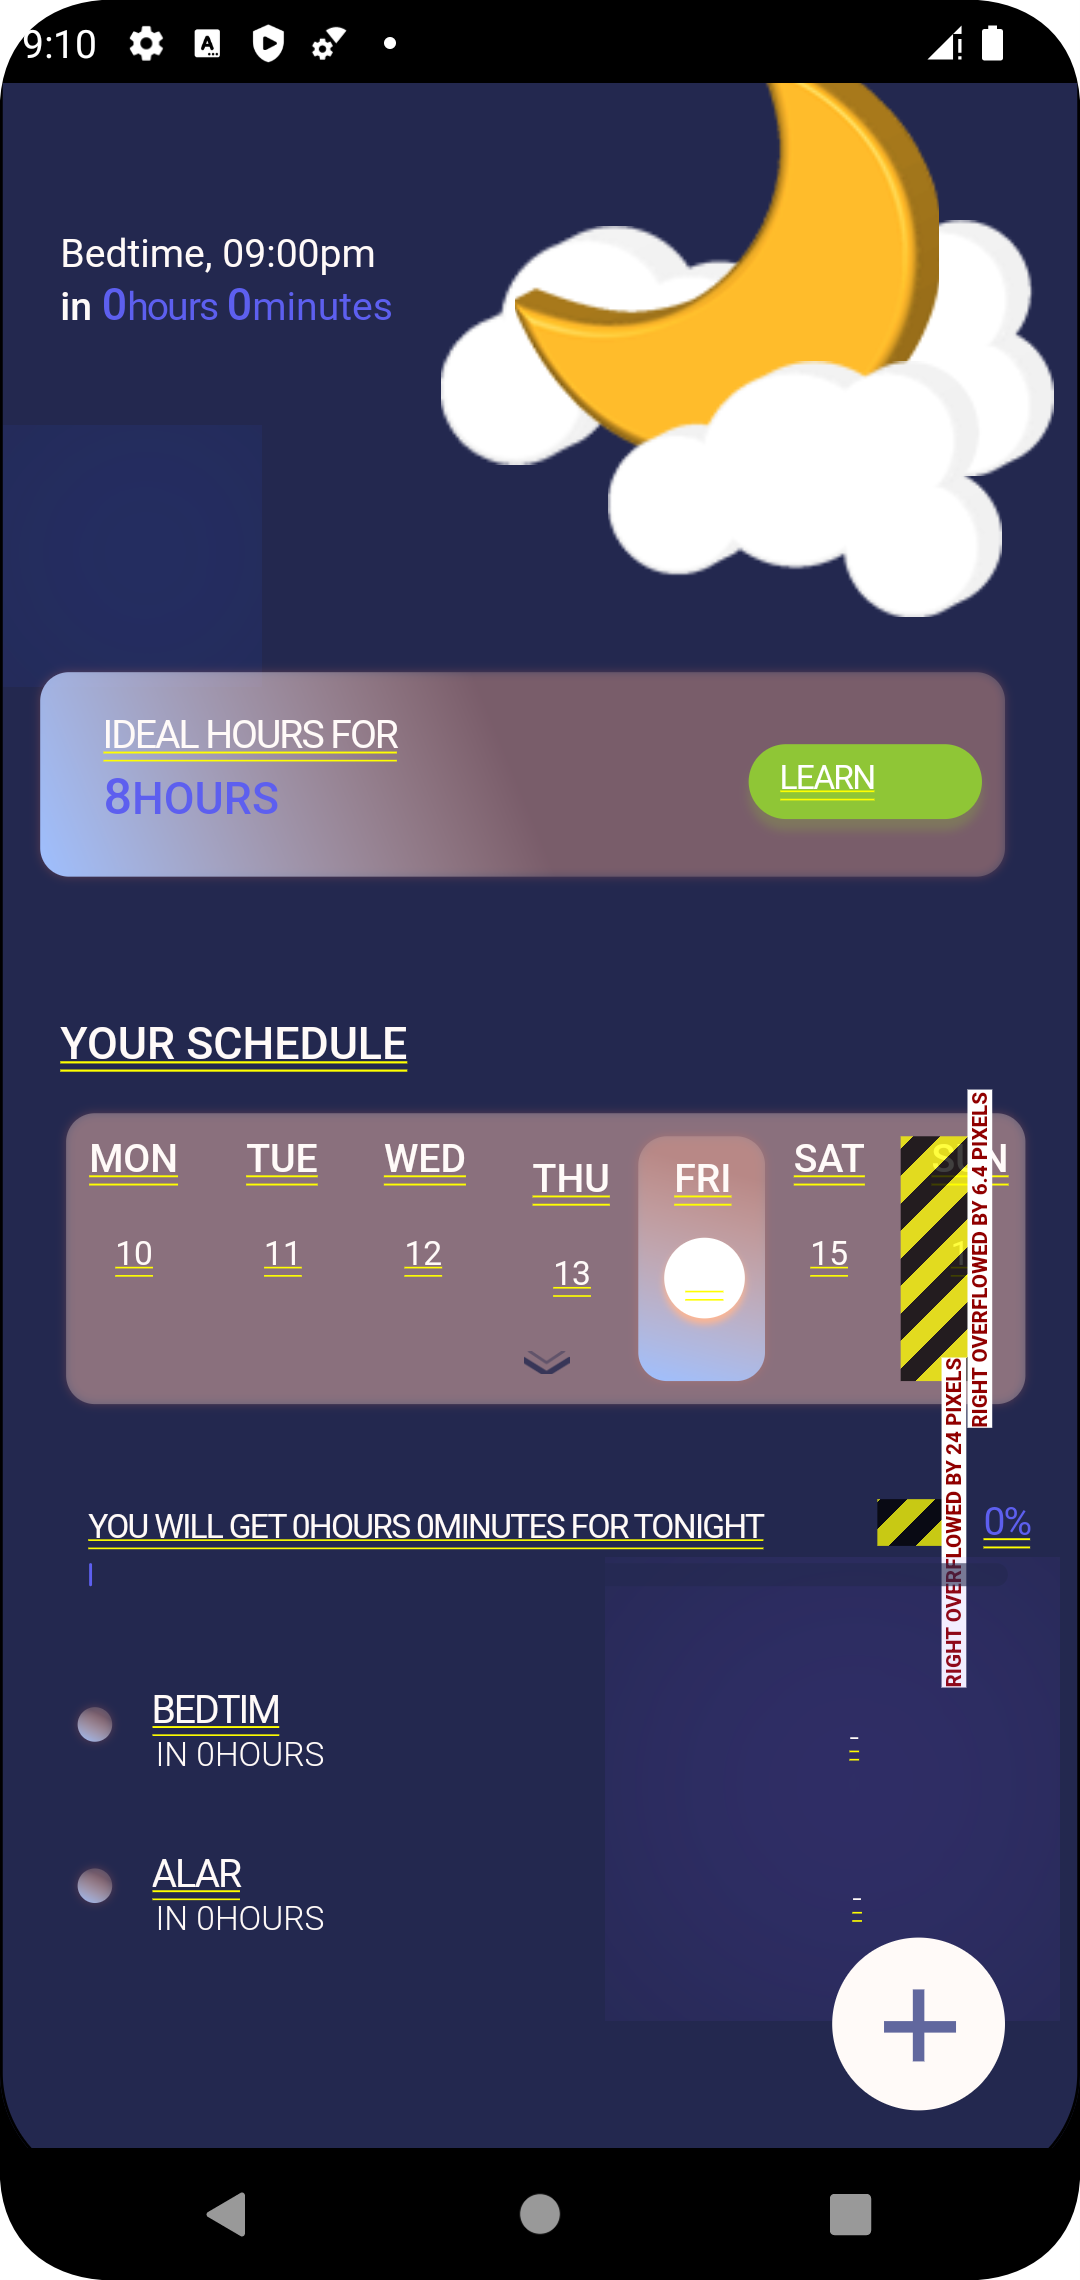 9:10
Bedtime, 09:00pm
in 0hours 0minutes
IDEAL HOURS FOR
8HOURS
LEARN
YOUR SCHEDULE
MON TUE WED THU FRI SAT
10 11 12 13 15
RIGHT OVERFLOWED BY 6.4 PIXELS
YOU WILL GET 0HOURS 0MINUTES FOR TONIGHT
0%
RIGHT OVERFLOWED BY 24 PIXELS
BEDTIM
IN 0HOURS
-
ALAR
IN 0HOURS
-